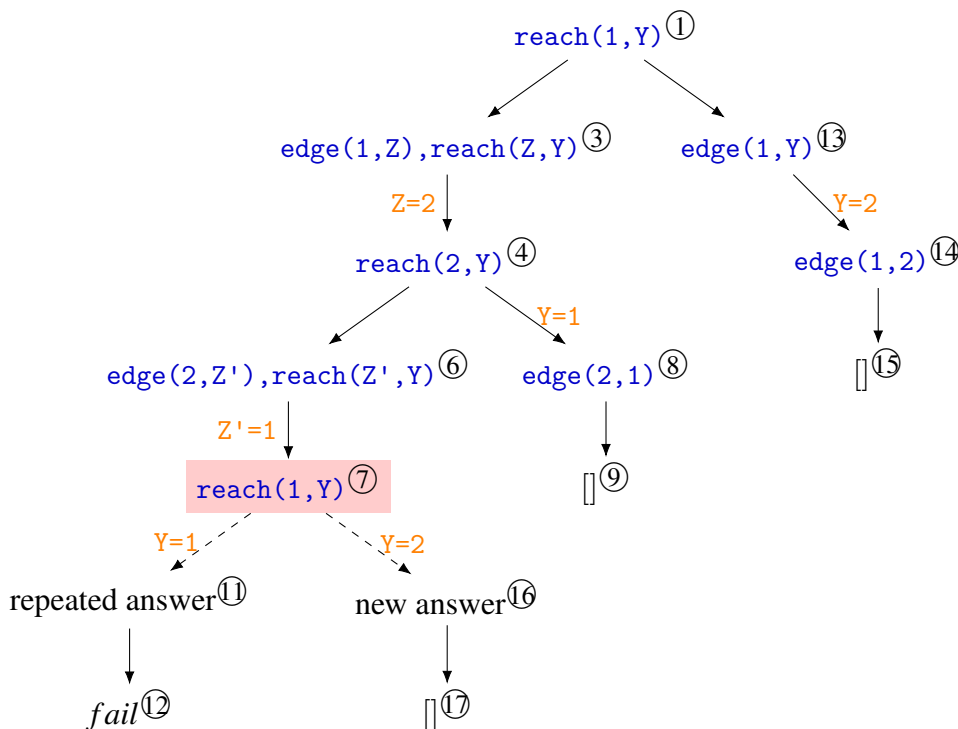 reach(1,Y)①
edge(1,Z),reach(Z,Y)③ edge(1,Y)⑬
Z=2 Y=2
reach(2,Y)④ edge(1,2)⑭
Y=1
edge(2,Z'),reach(Z',Y)⑥ edge(2,1)⑧ []⑮
Z'=1
reach(1,Y)⑦ []⑨
Y=1 Y=2
repeated answer⑪ new answer⑯
fail⑫ []⑰